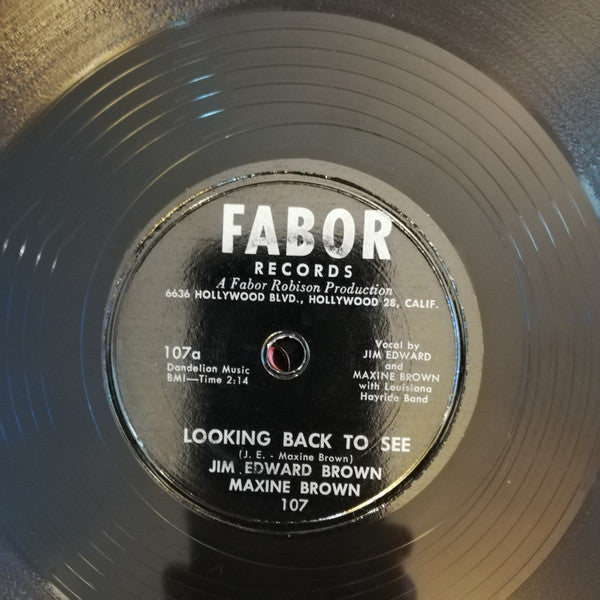 FABOR
RECORDS
A Fabor Robison Production
6636 HOLLYWOOD BLVD., HOLLYWOOD 28, CALIF.
107a
Dandelion Music
BMI—Time 2:14
Vocal by
JIM EDWARD
and
MAXINE BROWN
with Louisiana
Hayride Band
LOOKING BACK TO SEE
(J. E. - Maxine Brown)
JIM EDWARD BROWN
MAXINE BROWN
107